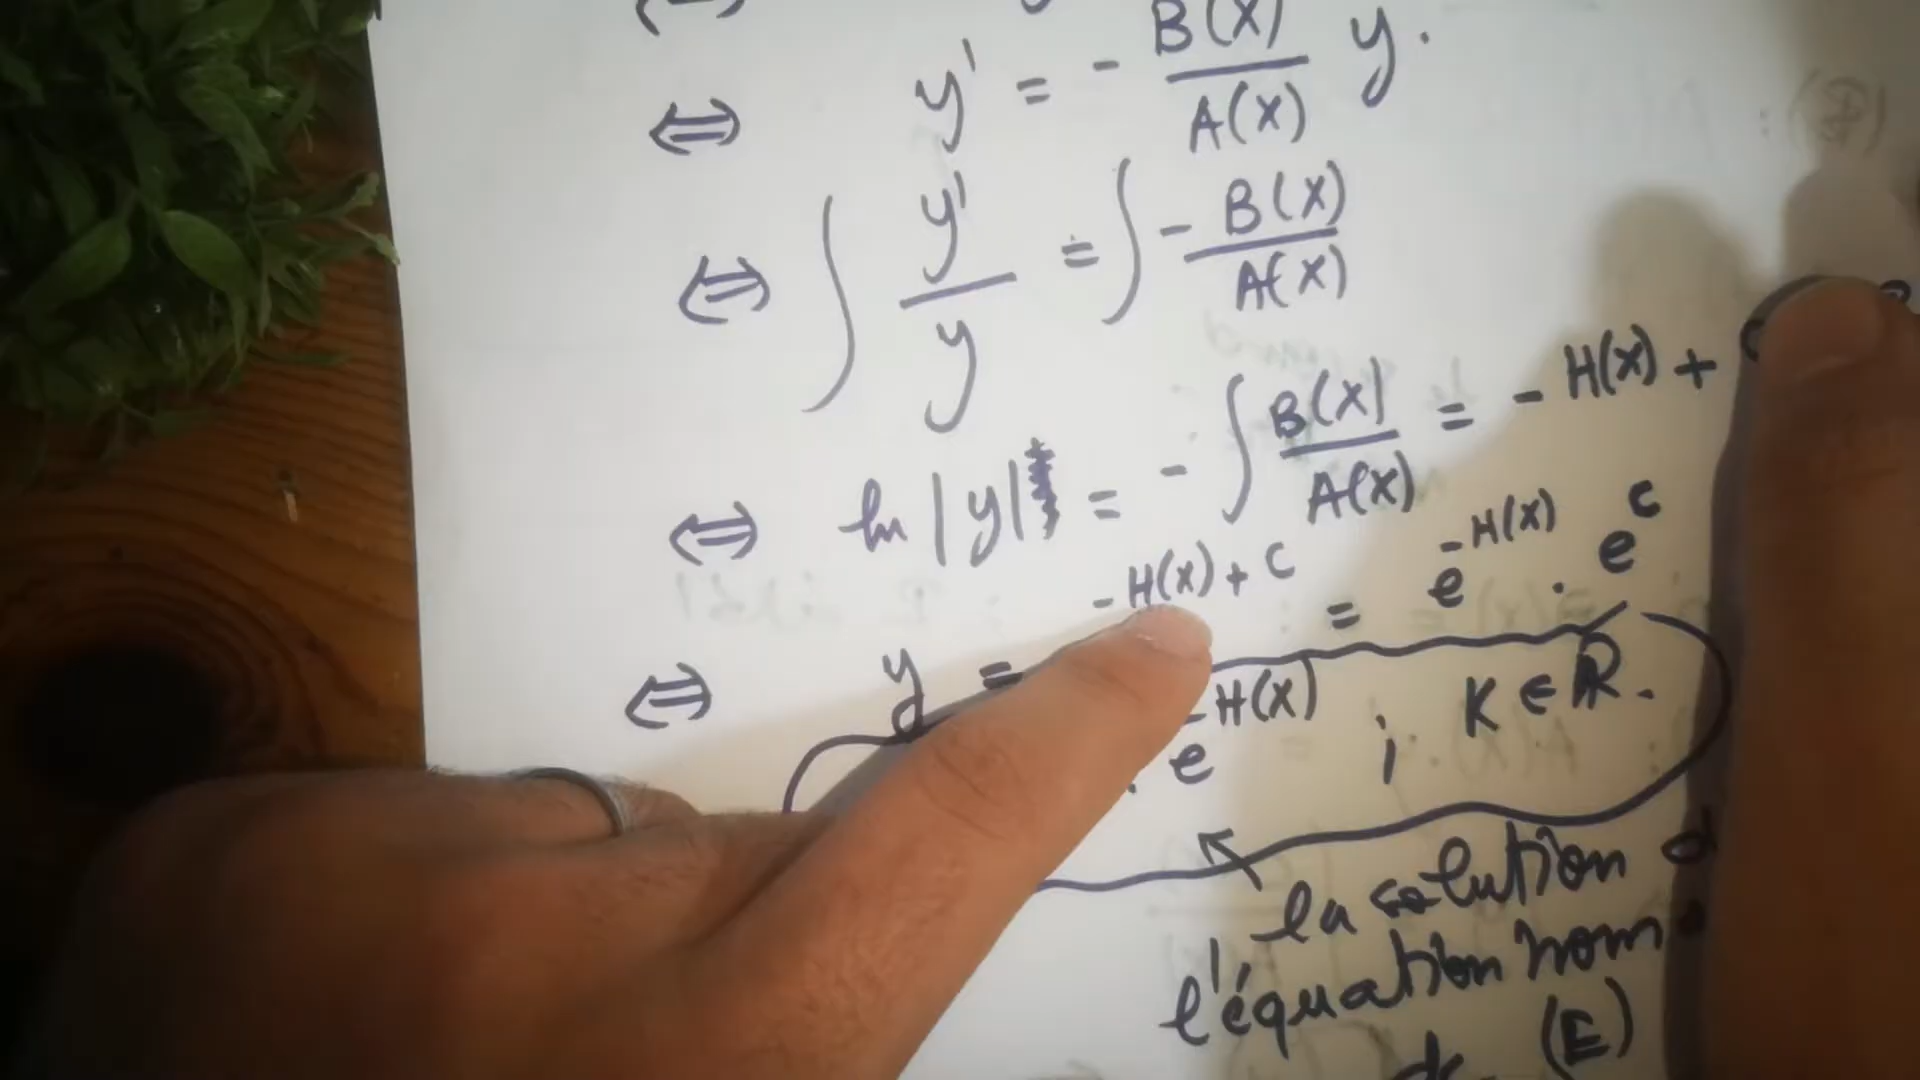 ⇔ y' = - B(x)/A(x) y.
⇔ ∫ y'/y = ∫ - B(x)/A(x)
⇔ ln |y| = - ∫ B(x)/A(x) = - H(x) +
⇔ y = - H(x) + c = e^-H(x) . e^c
. e^-H(x) ; K ∈ ℝ.
la solution
l'équation hom
(E)